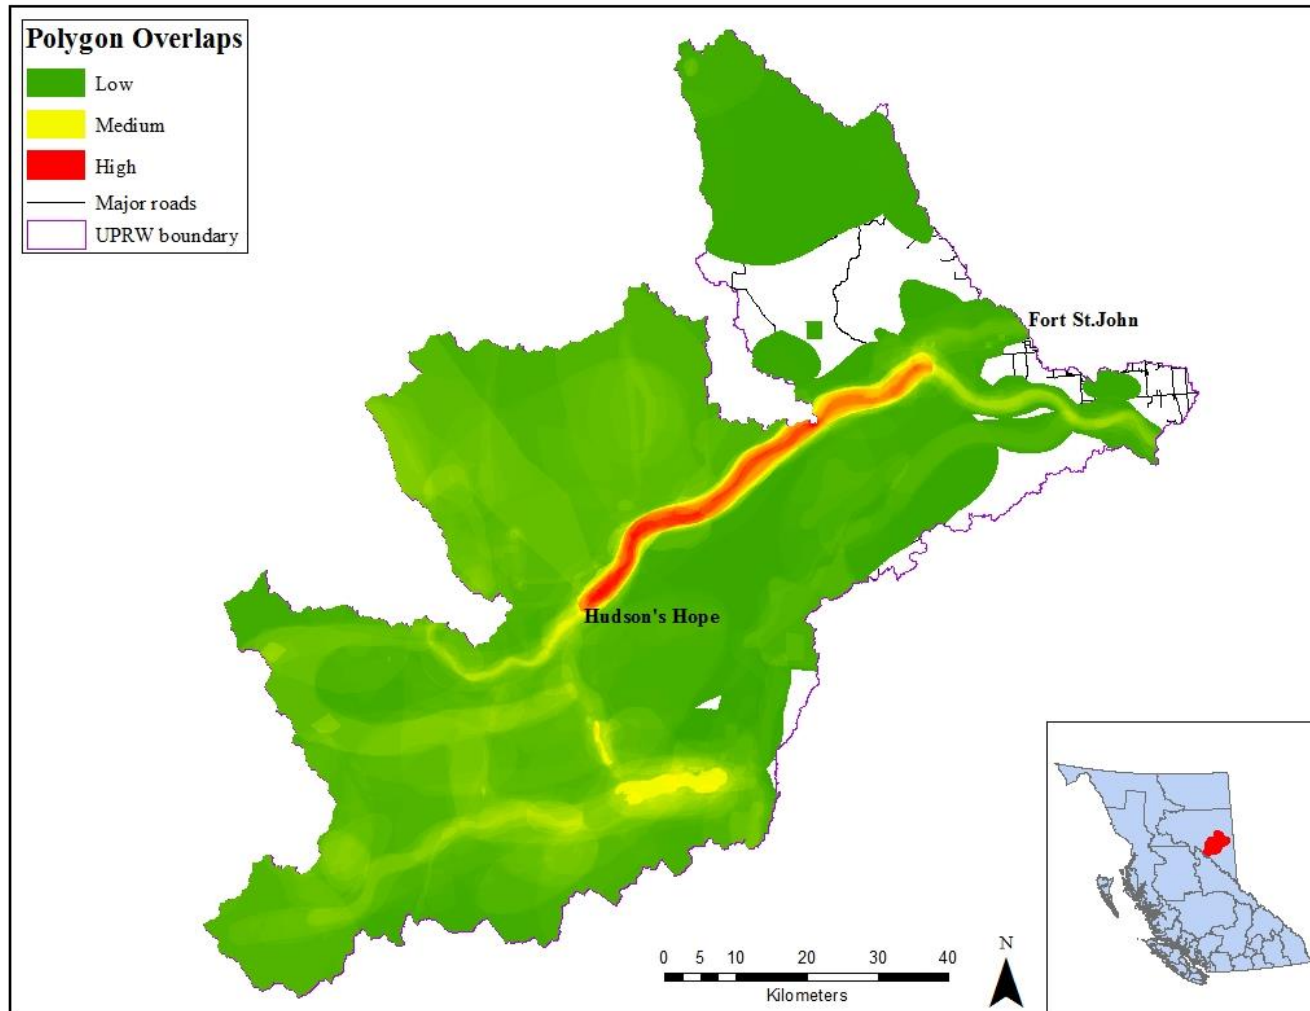 Polygon Overlaps
Low
Medium
High
Major roads
UPRW boundary
Fort St.John
Hudson's Hope
0 5 10 20 30 40
Kilometers
N